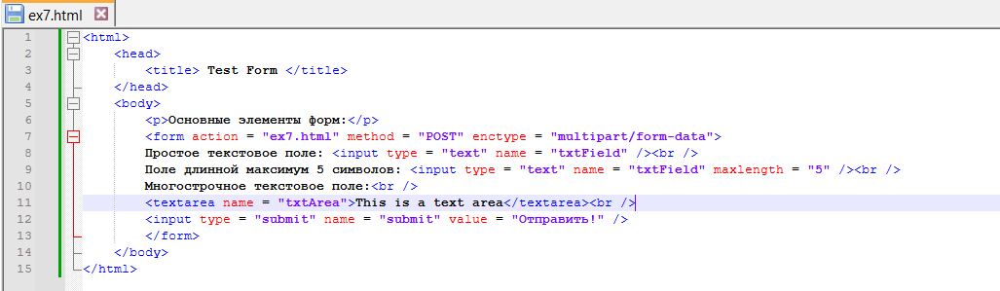 ex7.html
1 <html>
2 <head>
3 <title> Test Form </title>
4 </head>
5 <body>
6 <p>Основные элементы форм:</p>
7 <form action = "ex7.html" method = "POST" enctype = "multipart/form-data">
8 Простое текстовое поле: <input type = "text" name = "txtField" /><br />
9 Поле длинной максимум 5 символов: <input type = "text" name = "txtField" maxlength = "5" /><br />
10 Многострочное текстовое поле:<br />
11 <textarea name = "txtArea">This is a text area</textarea><br />
12 <input type = "submit" name = "submit" value = "Отправить!" />
13 </form>
14 </body>
15 </html>